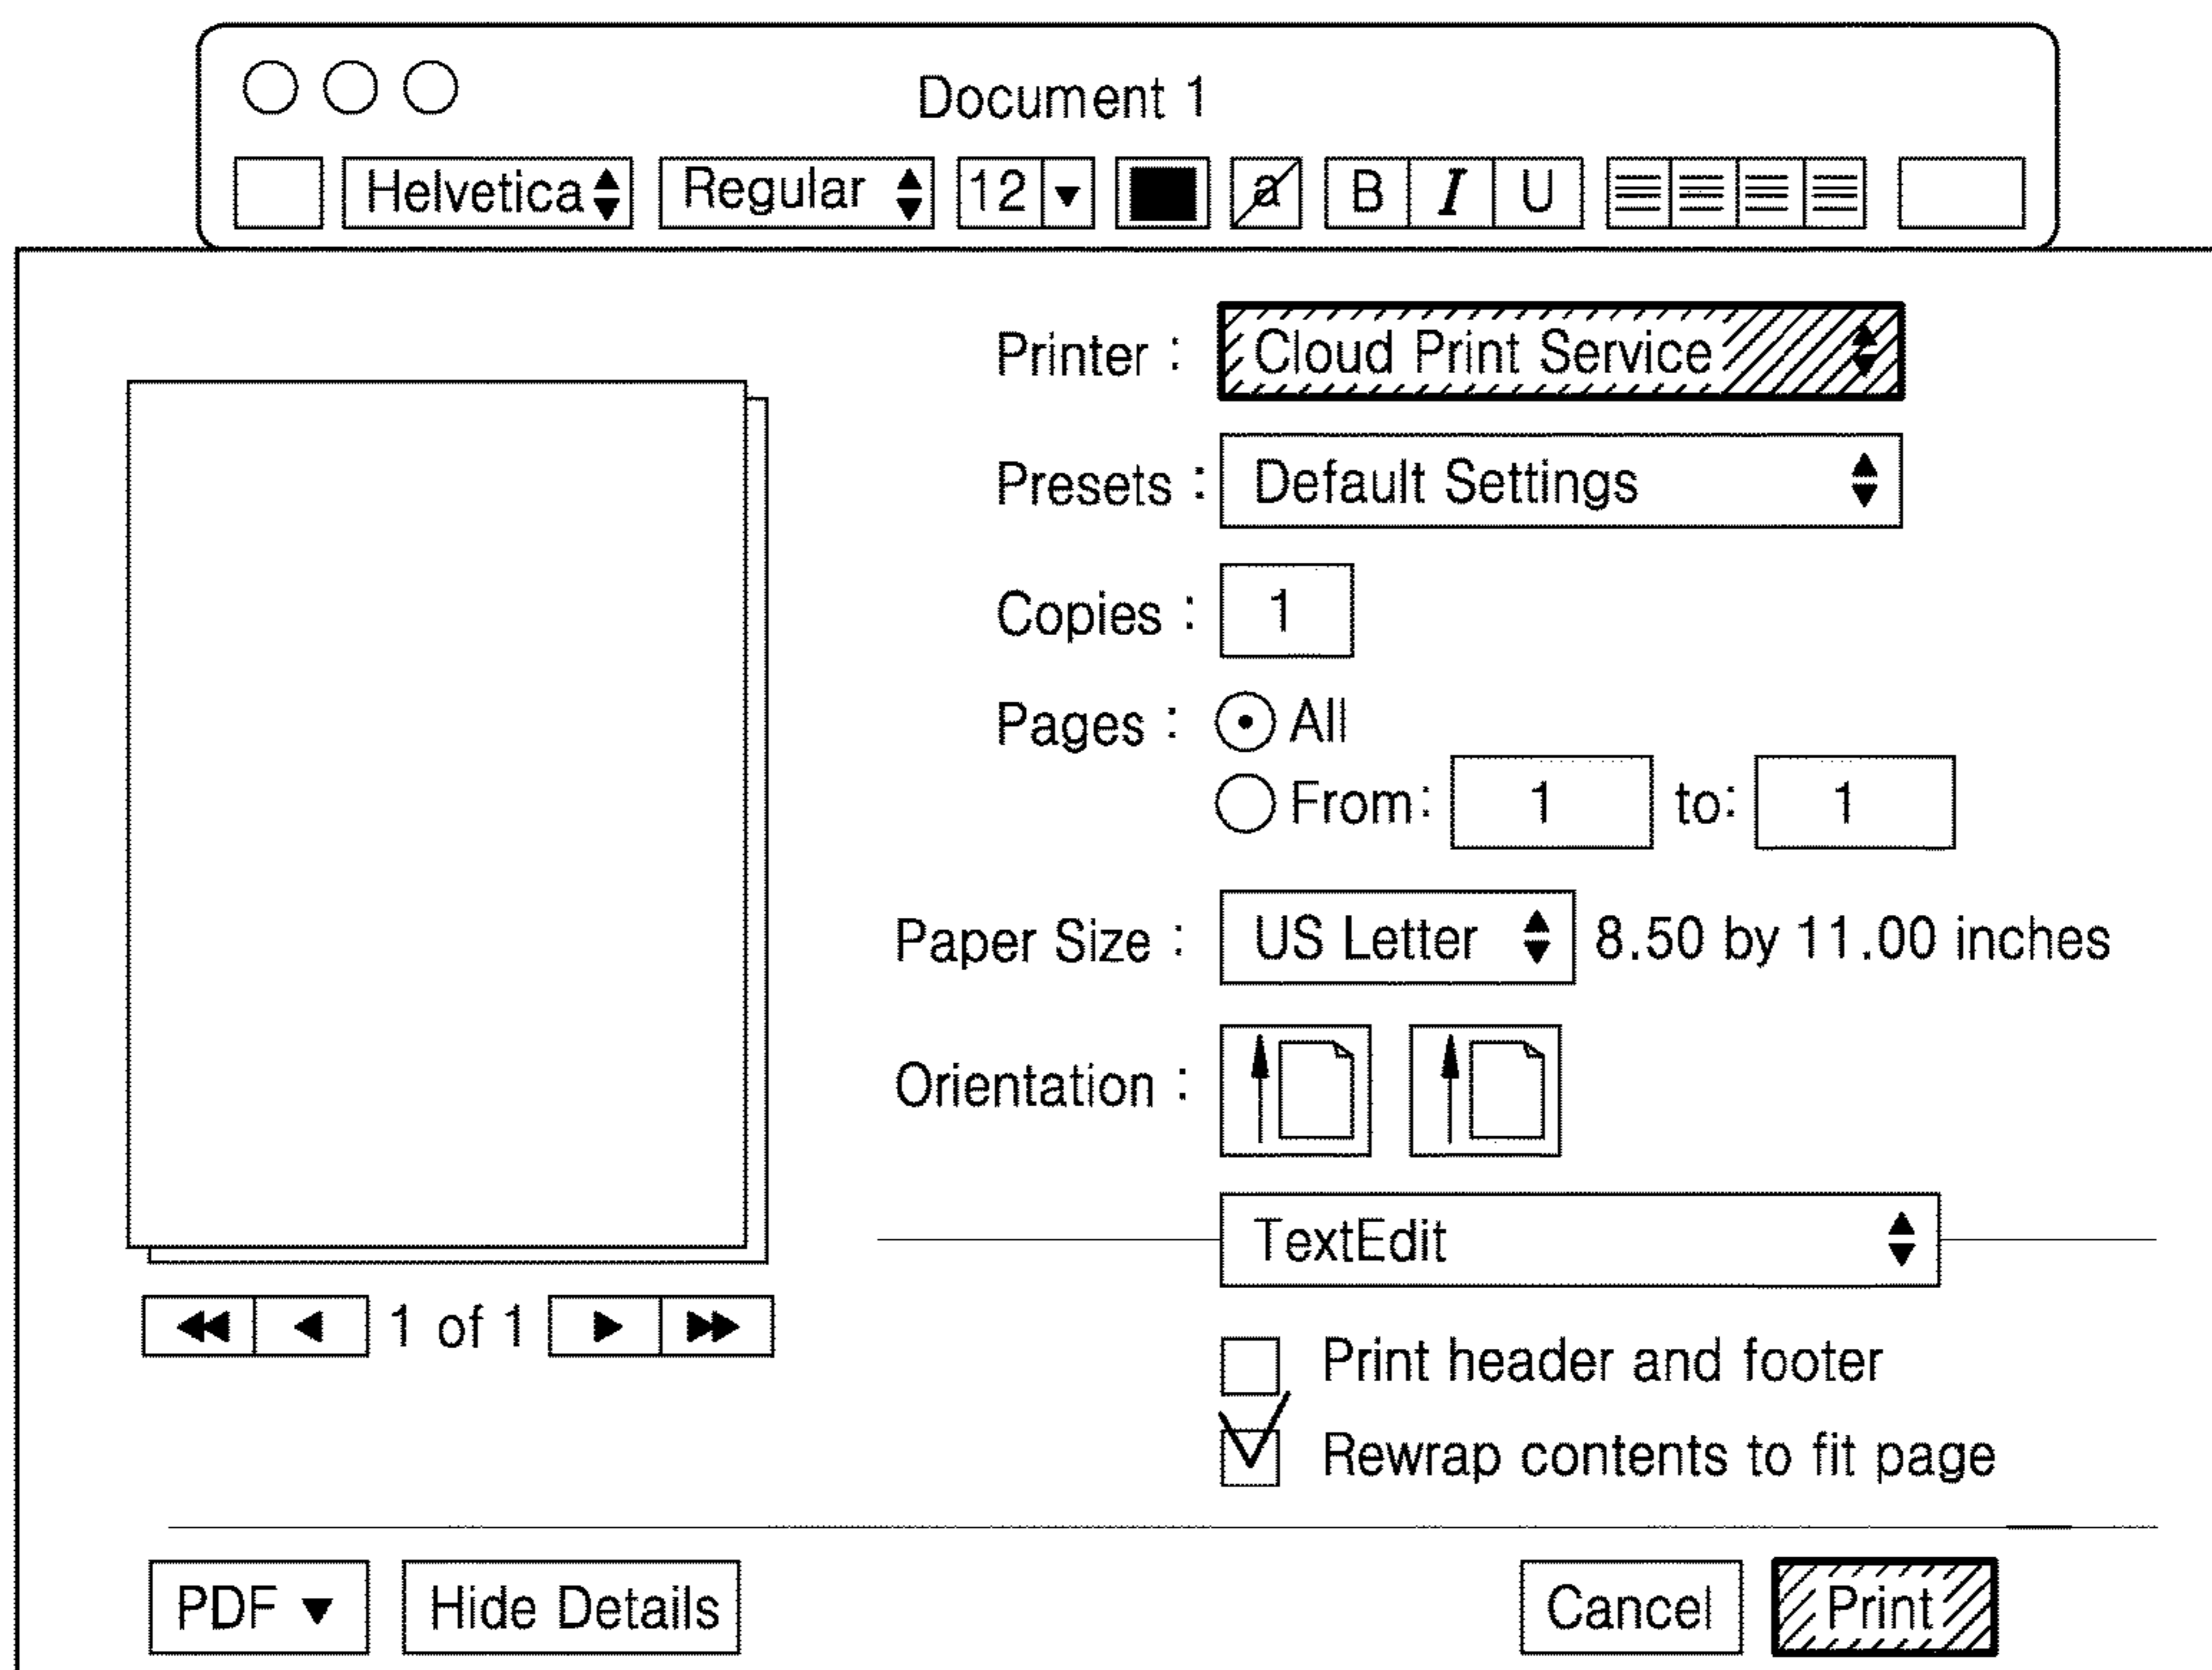 Document 1
Helvetica Regular 12 a B I U
Printer : Cloud Print Service
Presets : Default Settings
Copies : 1
Pages : All
From: 1 to: 1
Paper Size : US Letter 8.50 by 11.00 inches
Orientation :
TextEdit
1 of 1
Print header and footer
Rewrap contents to fit page
PDF Hide Details Cancel Print